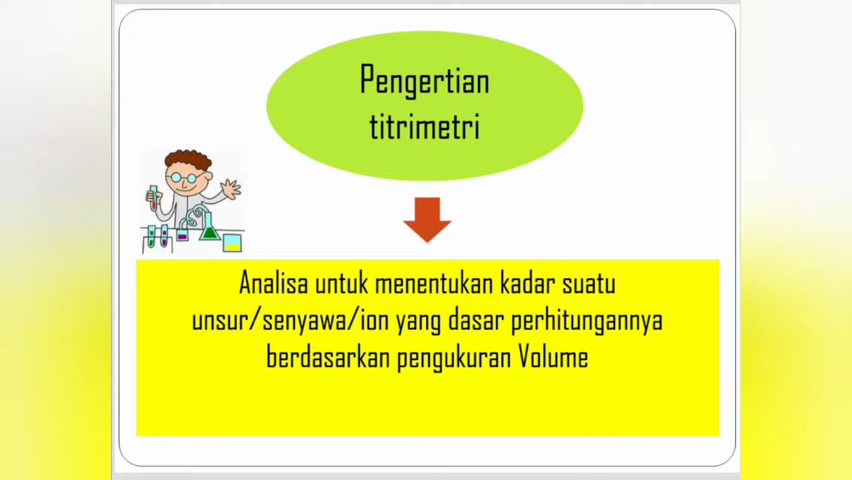 Pengertian
titrimetri
Analisa untuk menentukan kadar suatu
unsur/senyawa/ion yang dasar perhitungannya
berdasarkan pengukuran Volume